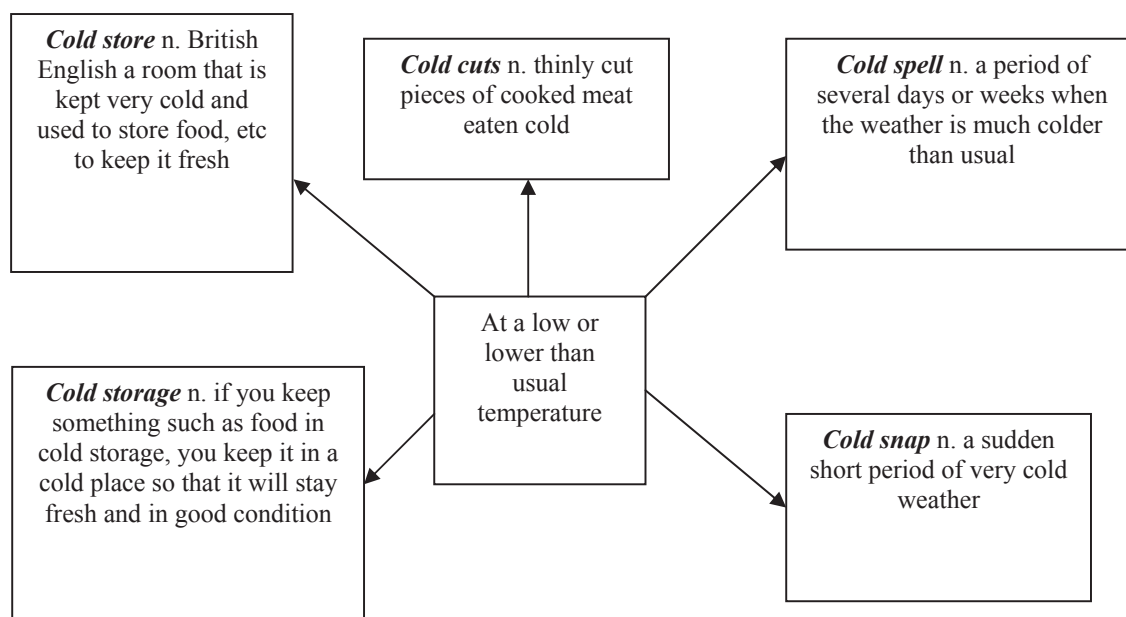 Cold store n. British
English a room that is
kept very cold and
used to store food, etc
to keep it fresh
Cold cuts n. thinly cut
pieces of cooked meat
eaten cold
Cold spell n. a period of
several days or weeks when
the weather is much colder
than usual
At a low or
lower than
usual
temperature
Cold storage n. if you keep
something such as food in
cold storage, you keep it in a
cold place so that it will stay
fresh and in good condition
Cold snap n. a sudden
short period of very cold
weather